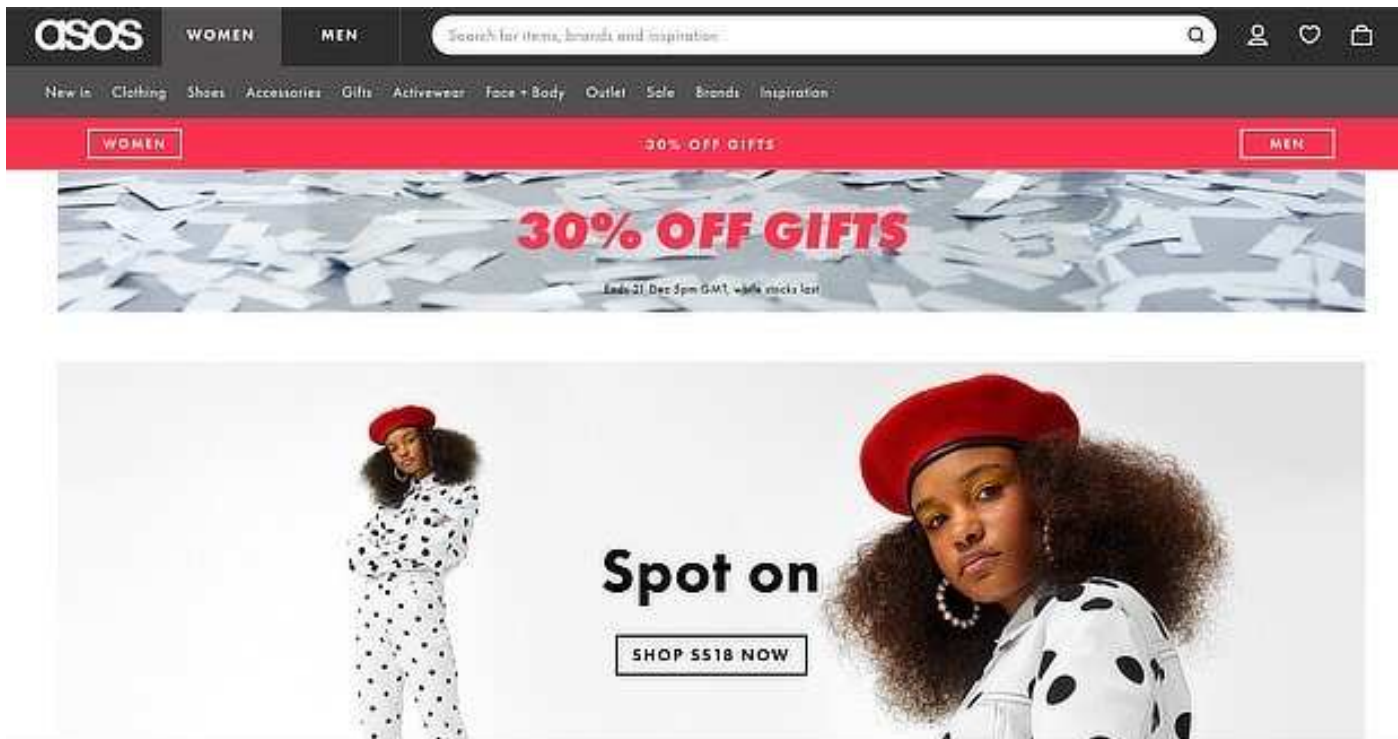 asos WOMEN MEN Search for items, brands and inspiration
New in Clothing Shoes Accessories Gifts Activewear Face + Body Outlet Sale Brands Inspiration
WOMEN 30% OFF GIFTS MEN
30% OFF GIFTS
Ends 21 Dec 5pm GMT, while stocks last
Spot on
SHOP SS18 NOW